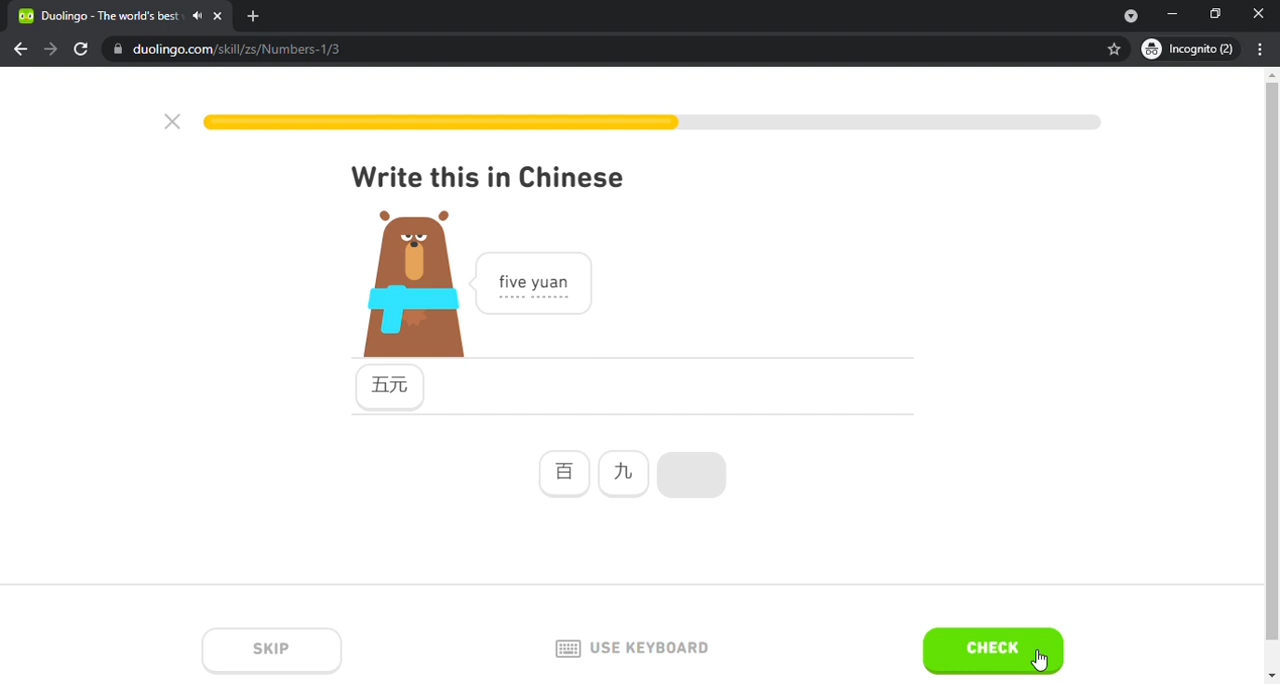 Duolingo - The world's best
duolingo.com/skill/zs/Numbers-1/3
Incognito (2)
Write this in Chinese
five yuan
五元
百 九
SKIP
USE KEYBOARD
CHECK